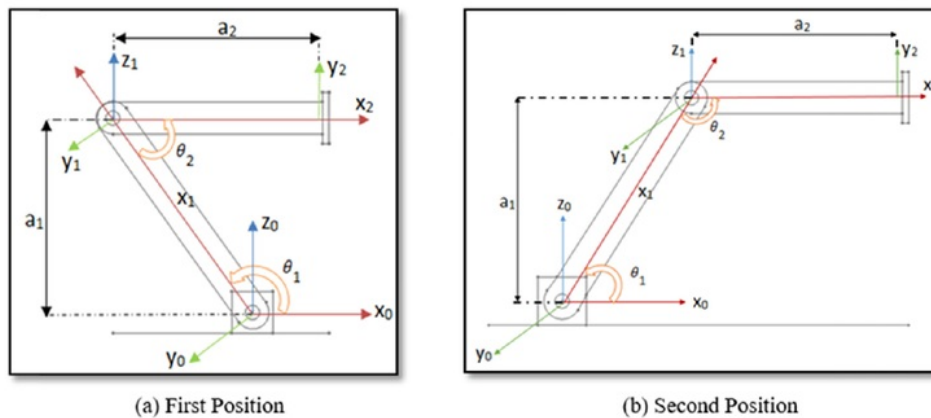 a₂
z₁
y₂
x₂
θ₂
y₁
x₁
a₁
z₀
θ₁
x₀
y₀
(a) First Position
a₂
z₁
y₂
x
θ₂
y₁
x₁
a₁
z₀
θ₁
x₀
y₀
(b) Second Position